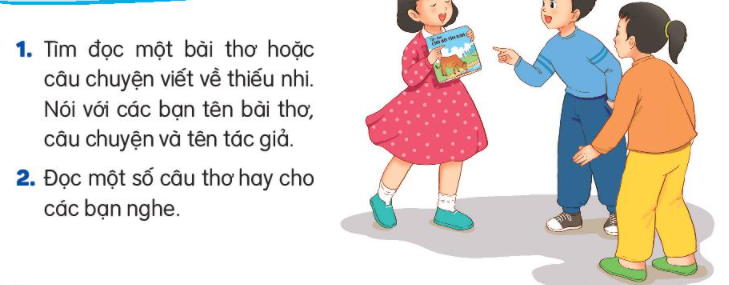 1. Tìm đọc một bài thơ hoặc
câu chuyện viết về thiếu nhi.
Nói với các bạn tên bài thơ,
câu chuyện và tên tác giả.
2. Đọc một số câu thơ hay cho
các bạn nghe.